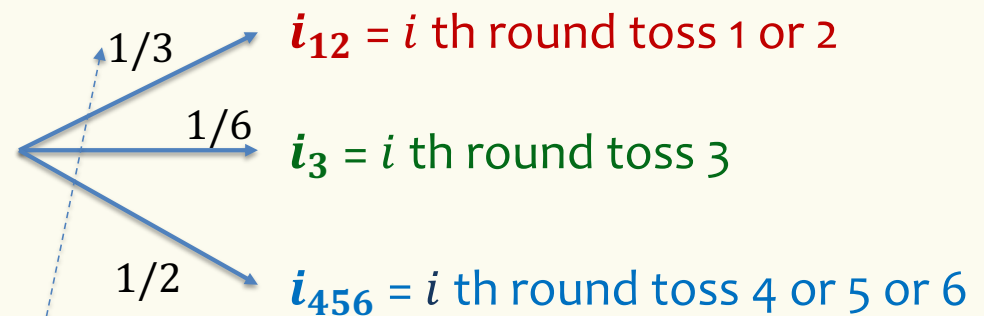 1/3
i₁₂ = i th round toss 1 or 2
1/6
i₃ = i th round toss 3
1/2
i₄₅₆ = i th round toss 4 or 5 or 6